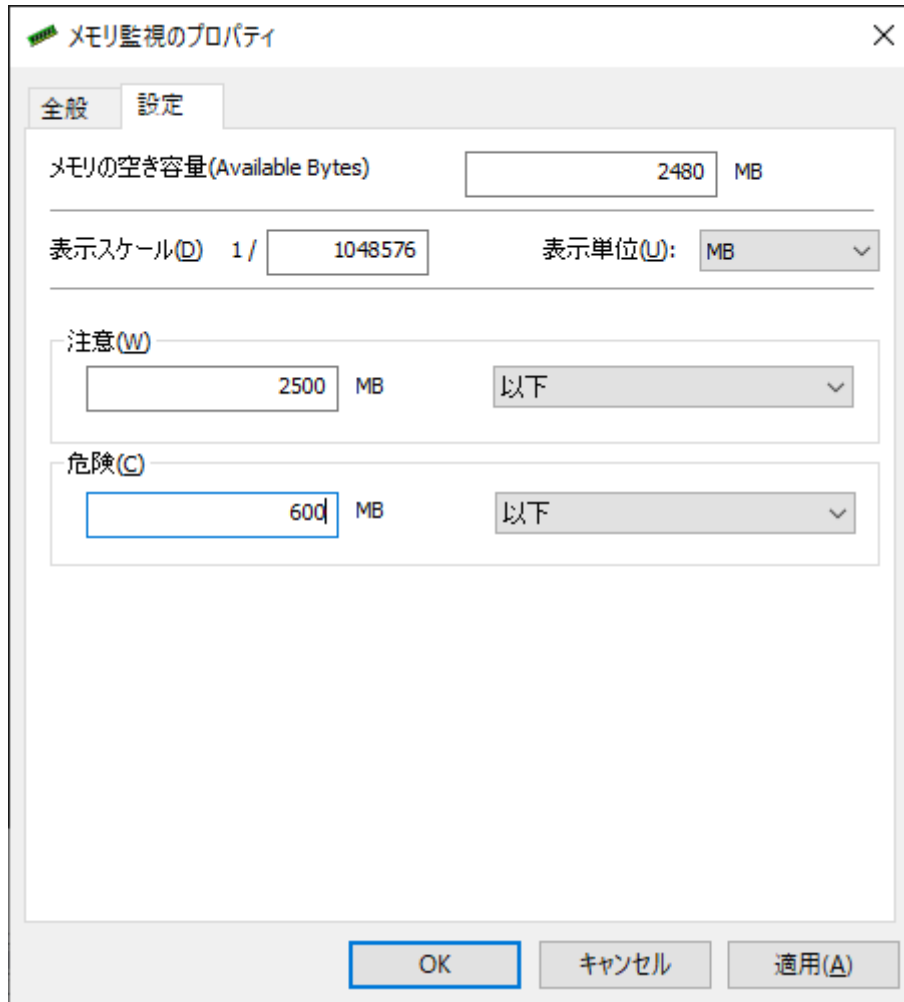 メモリ監視のプロパティ
全般 設定
メモリの空き容量(Available Bytes) 2480 MB
表示スケール(D) 1 / 1048576 表示単位(U): MB
注意(W)
2500 MB 以下
危険(C)
600 MB 以下
OK キャンセル 適用(A)